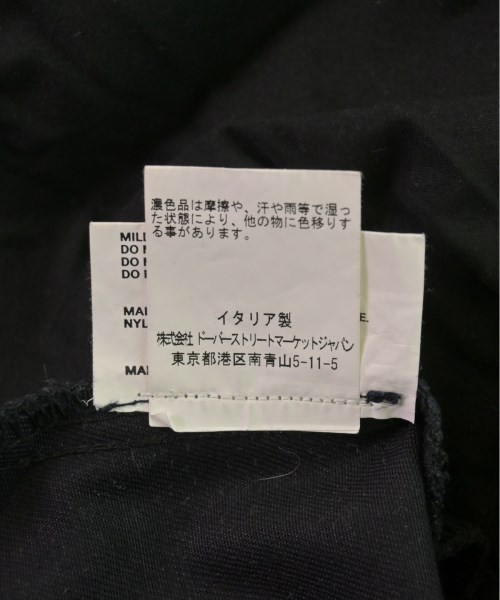 濃色品は摩擦や、汗や雨等で湿っ
た状態により、他の物に色移りす
る事があります。
イタリア製
株式会社 ドーバーストリートマーケットジャパン
東京都港区南青山5-11-5
MILL
DO N
DO N
DO
MA
NYL
E.
MA